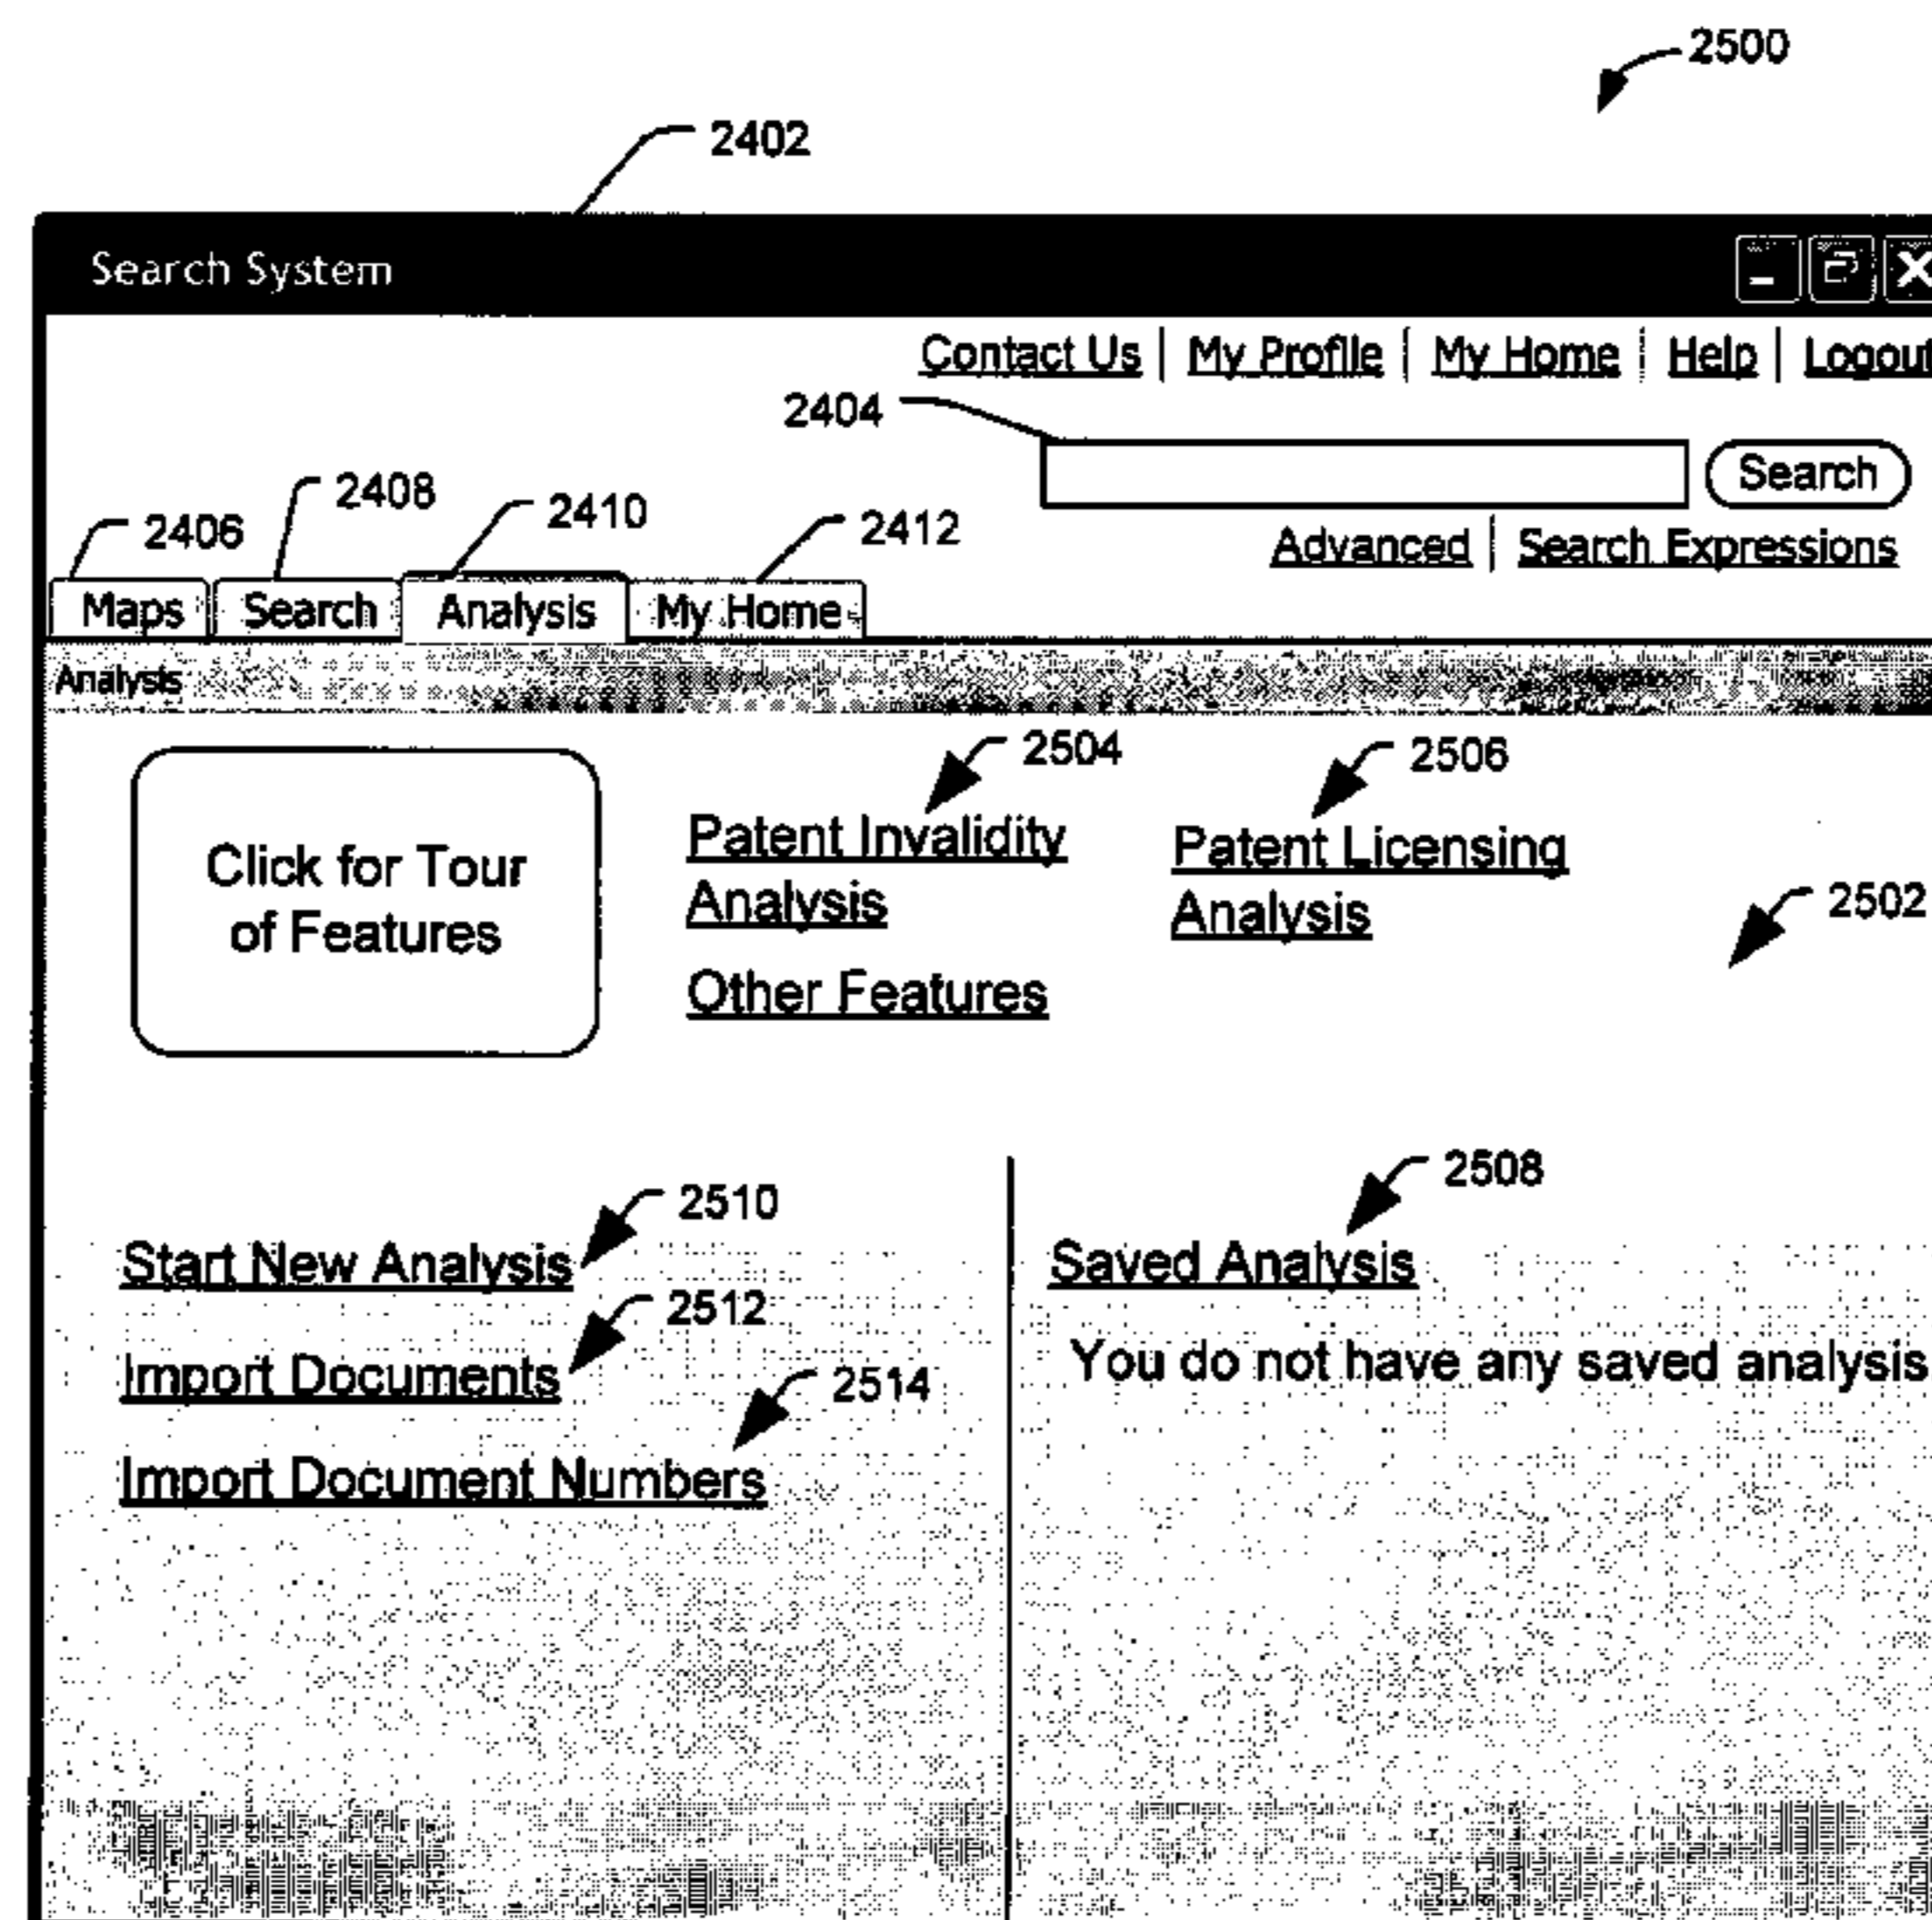 2500
2402
Search System
Contact Us | My Profile | My Home | Help | Logout
2404
2408
Search
2410
2406
2412
Advanced | Search Expressions
Maps Search Analysis My Home
Analysis
2504
2506
Patent Invalidity
Analysis
Patent Licensing
Analysis
Click for Tour
of Features
2502
Other Features
2508
2510
Start New Analysis
Saved Analysis
2512
You do not have any saved analysis
Import Documents
2514
Import Document Numbers